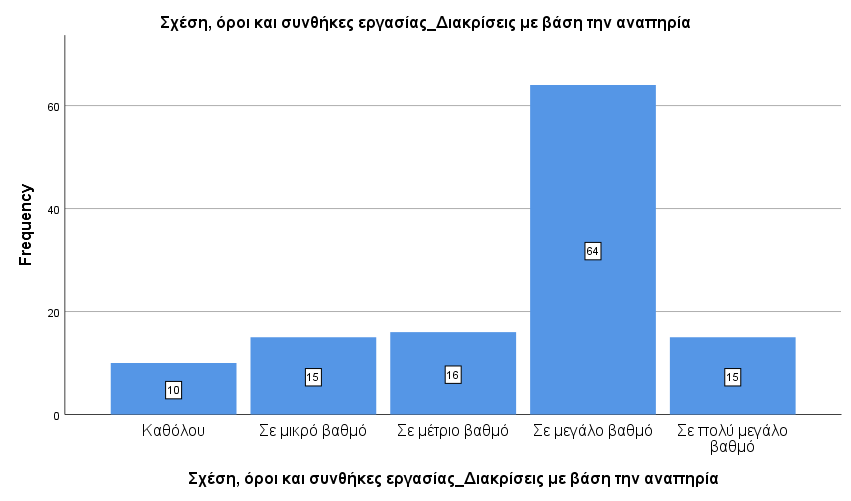 Σχέση, όροι και συνθήκες εργασίας_Διακρίσεις με βάση την αναπηρία
Frequency
60
40
20
0
10
15
16
64
15
Καθόλου
Σε μικρό βαθμό
Σε μέτριο βαθμό
Σε μεγάλο βαθμό
Σε πολύ μεγάλο
βαθμό
Σχέση, όροι και συνθήκες εργασίας_Διακρίσεις με βάση την αναπηρία